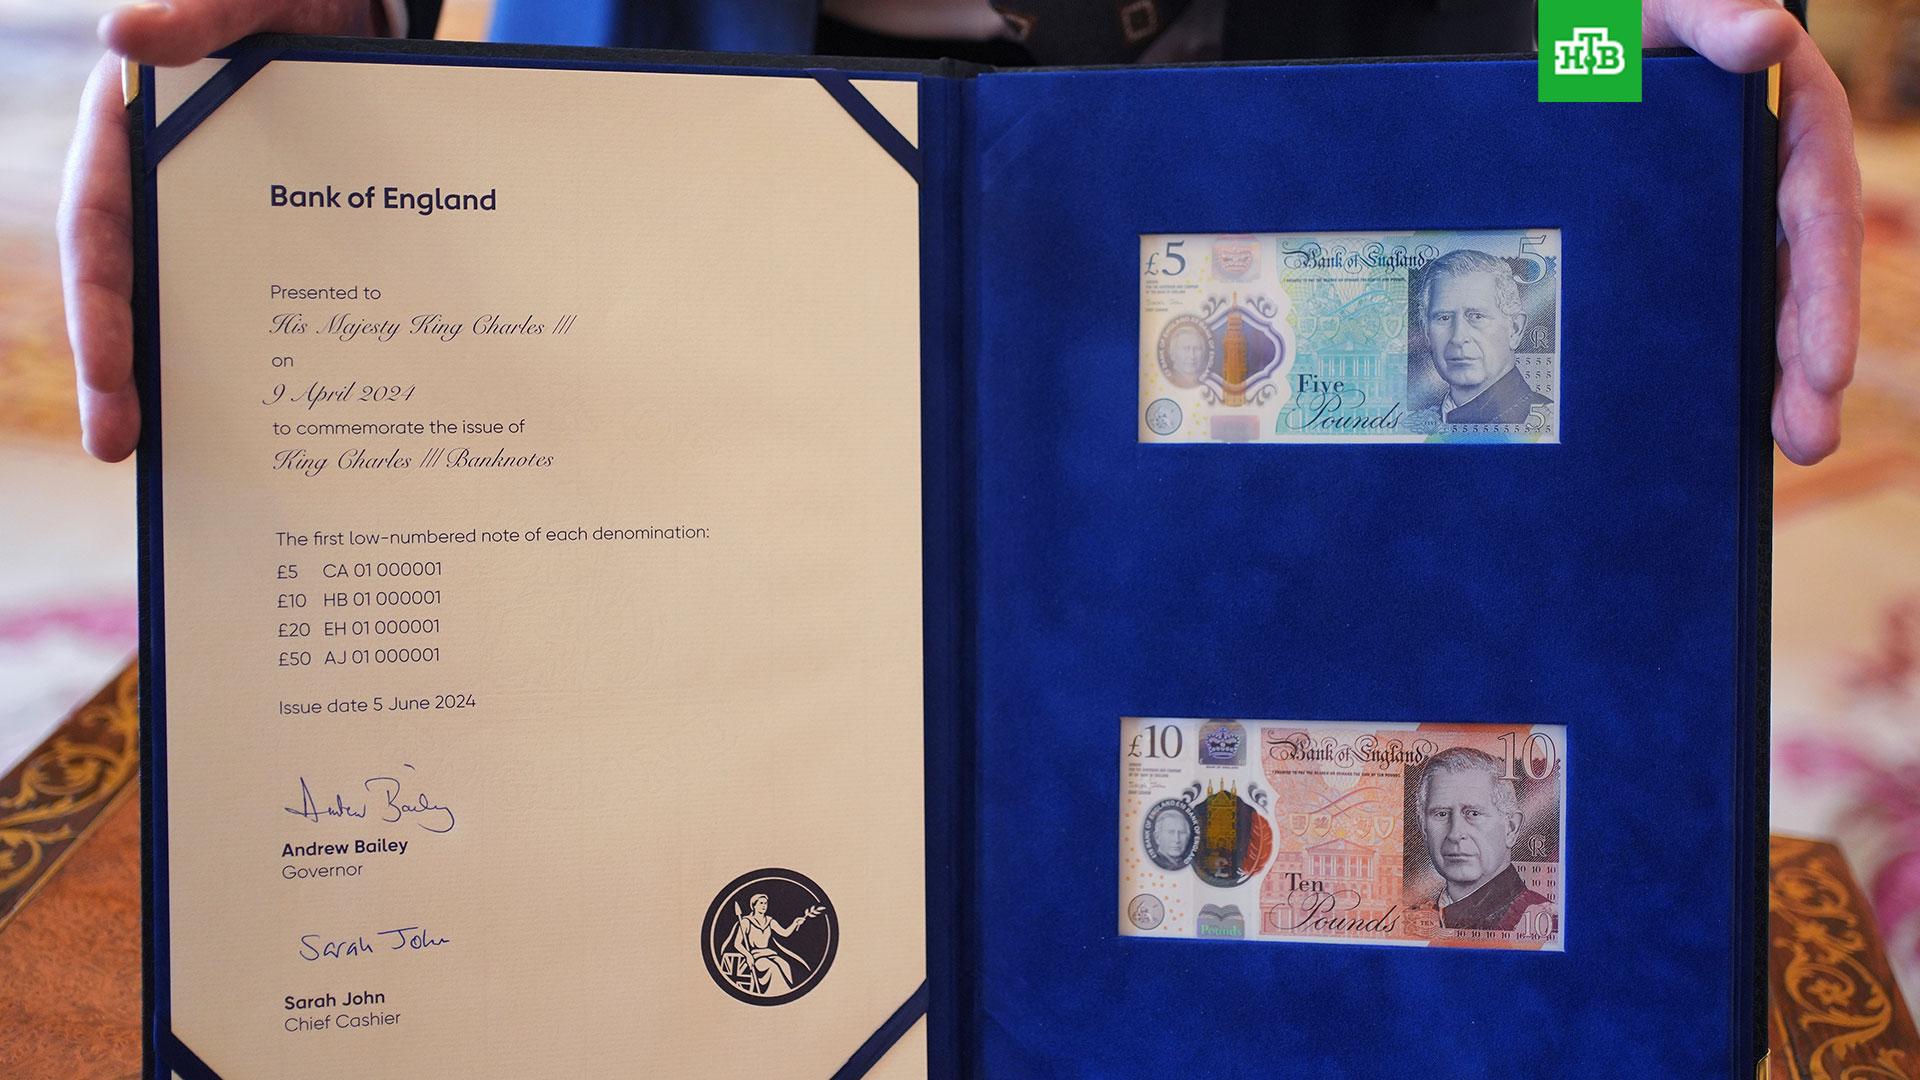 НТВ
Bank of England
Presented to
His Majesty King Charles III
on
9 April 2024
to commemorate the issue of
King Charles III Banknotes
The first low-numbered note of each denomination:
£5 CA 01 000001
£10 HB 01 000001
£20 EH 01 000001
£50 AJ 01 000001
Issue date 5 June 2024
Andrew Bailey
Andrew Bailey
Governor
Sarah John
Sarah John
Chief Cashier
£5
Bank of England
5
Five
Pounds
5
£10
Bank of England
10
Ten
Pounds
Pounds
10